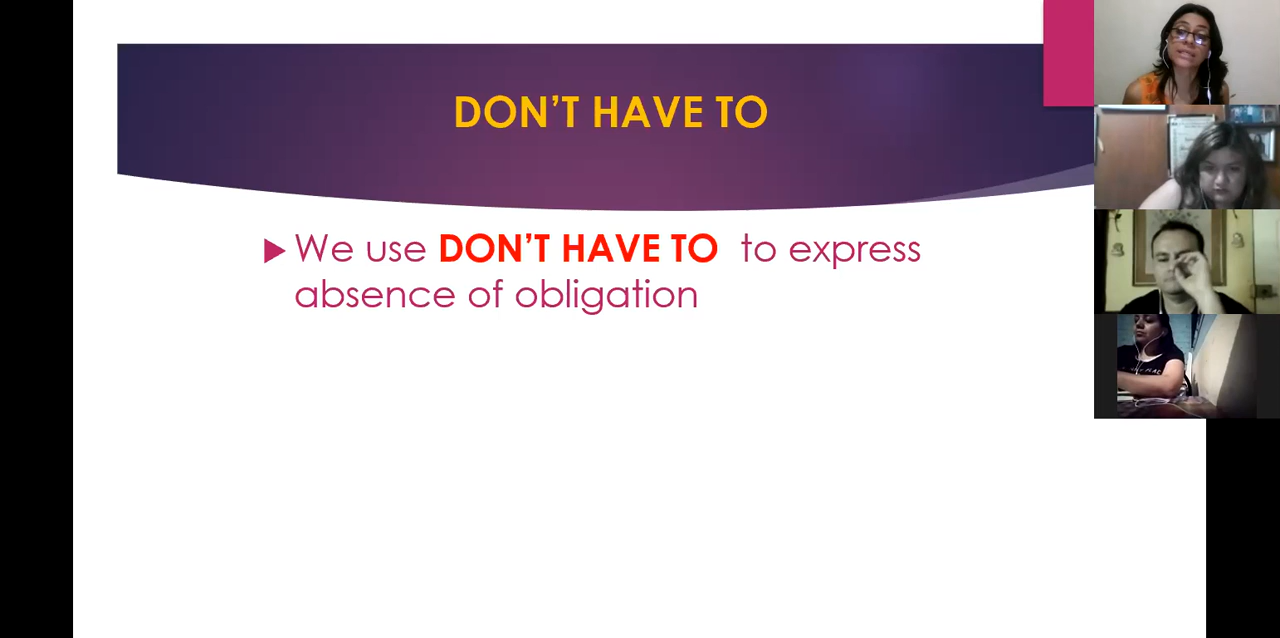 DON’T HAVE TO
We use DON’T HAVE TO to express
absence of obligation